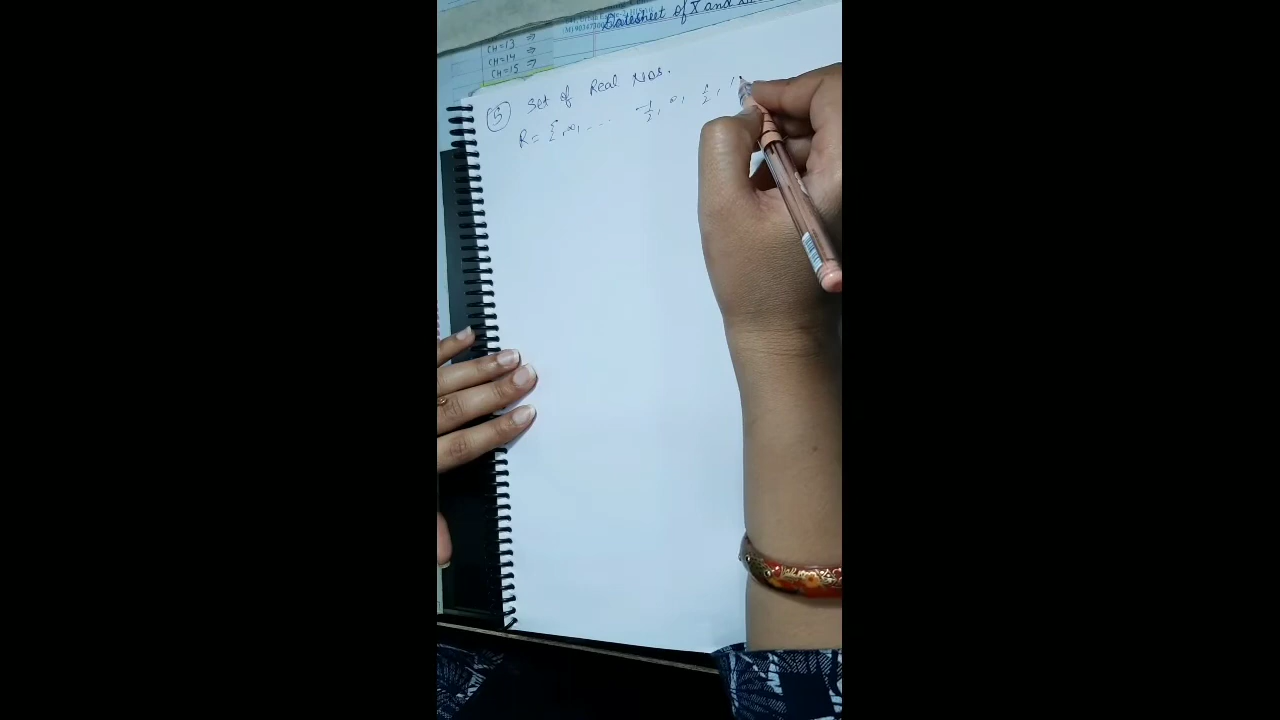 Datesheet of X and
CH=13 ⇒
CH=14 ⇒
CH=15 ⇒
(5) Set of Real Nos.
R = { ∞, ... -1/2, 0, 1/2, 1